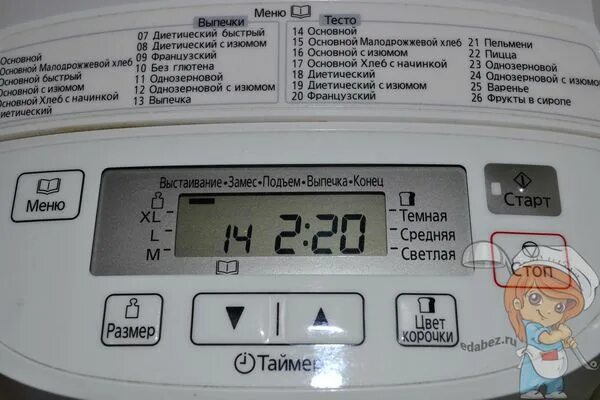 Меню
Выпечки
Тесто
Основной
Основной Малодрожжевой хлеб
Основной быстрый
Основной с изюмом
Основной Хлеб с начинкой
Диетический
07 Диетический быстрый
08 Диетический с изюмом
09 Французский
10 Без глютена
11 Однозерновой
12 Однозерновой с изюмом
13 Выпечка
14 Основной
15 Основной Малодрожжевой хлеб
16 Основной с изюмом
17 Основной Хлеб с начинкой
18 Диетический
19 Диетический с изюмом
20 Французский
21 Пельмени
22 Пицца
23 Однозерновой
24 Однозерновой с изюмом
25 Варенье
26 Фрукты в сиропе
Меню
Выстаивание•Замес•Подъем•Выпечка•Конец
XL
L
M
14 2:20
Темная
Средняя
Светлая
Старт
Стоп
Размер
▼
▲
Таймер
Цвет
корочки
edabez.ru